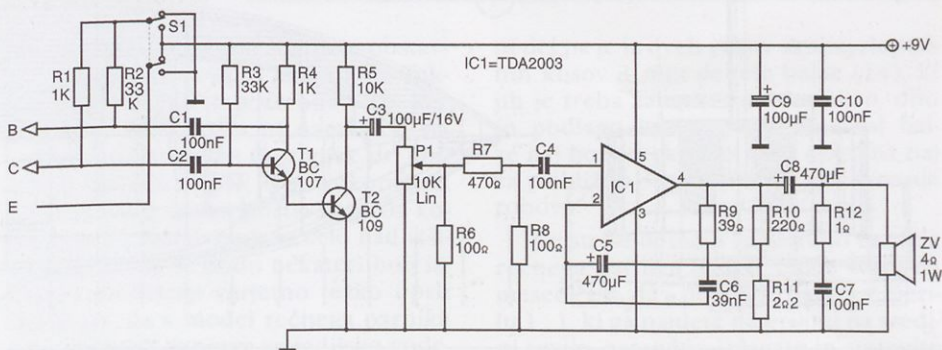 S1
+9V
IC1=TDA2003
R1
1K
R2
33
K
R3
33K
R4
1K
R5
10K
C9
100µF
C10
100nF
B
C1
100nF
C3
100µF/16V
C
C2
100nF
T1
BC
107
P1
10K
Lin
R7
470Ω
C4
100nF
1
5
IC1
4
2
3
C8
470µF
E
T2
BC
109
R6
100Ω
R8
100Ω
C5
470µF
R9
39Ω
R10
220Ω
R12
1Ω
ZV
4Ω
1W
C6
39nF
R11
2Ω2
C7
100nF